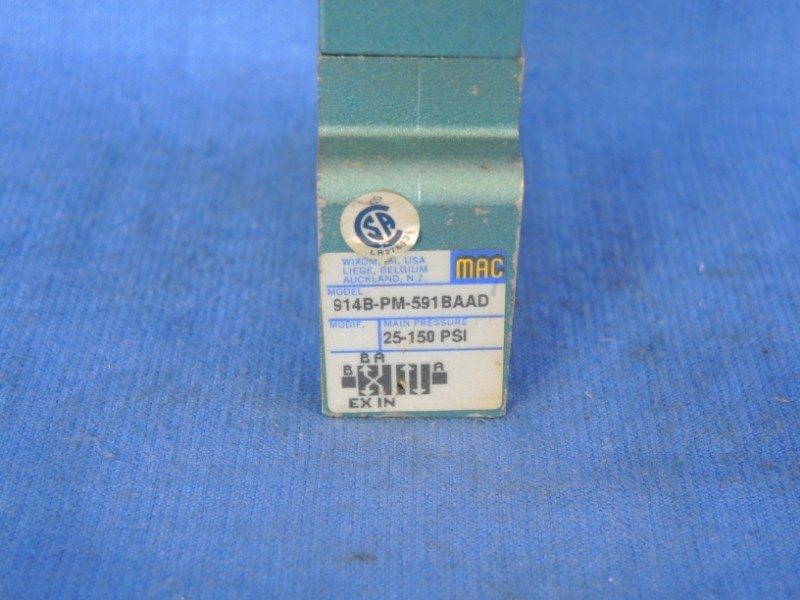 CSA
WIXOM, MI, USA
LIEGE, BELGIUM
AUCKLAND, N.Z.
MAC
MODEL
914B-PM-591BAAD
MODIF.
MAIN PRESSURE
25-150 PSI
B A
B
A
EX IN